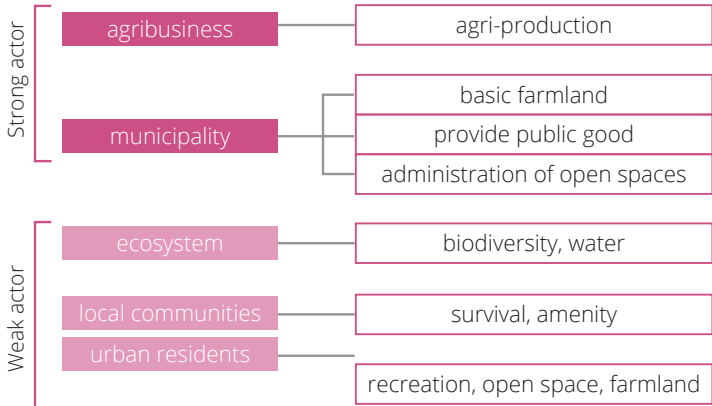 Strong actor
agribusiness
agri-production
municipality
basic farmland
provide public good
administration of open spaces
Weak actor
ecosystem
biodiversity, water
local communities
survival, amenity
urban residents
recreation, open space, farmland